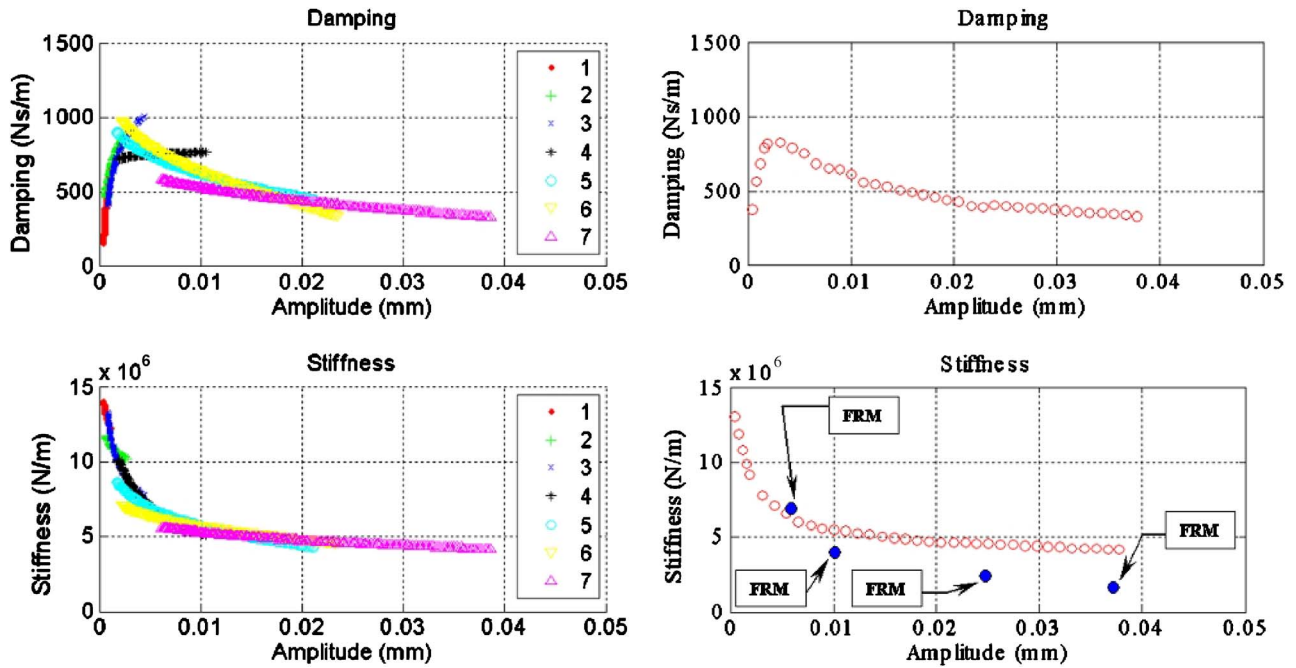 Damping
1500
1000
500
0
Damping (Ns/m)
0 0.01 0.02 0.03 0.04 0.05
Amplitude (mm)
1
2
3
4
5
6
7
Damping
1500
1000
500
0
Damping (Ns/m)
0 0.01 0.02 0.03 0.04 0.05
Amplitude (mm)
Stiffness
x 10^6
15
10
5
0
Stiffness (N/m)
0 0.01 0.02 0.03 0.04 0.05
Amplitude (mm)
1
2
3
4
5
6
7
Stiffness
x 10^6
15
10
5
0
Stiffness (N/m)
FRM
FRM
FRM
FRM
0 0.01 0.02 0.03 0.04 0.05
Amplitude (mm)